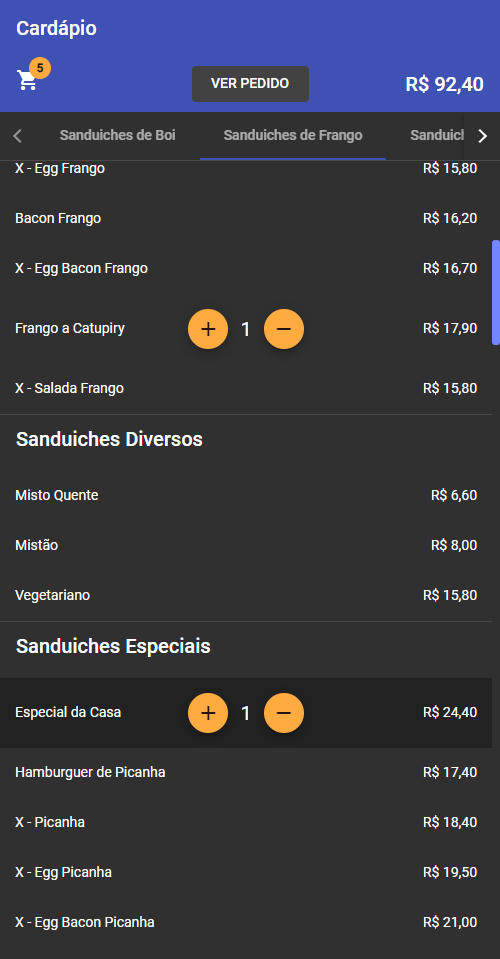 Cardápio
5
VER PEDIDO
R$ 92,40
Sanduiches de Boi
Sanduiches de Frango
Sanduich
X - Egg Frango R$ 15,80
Bacon Frango R$ 16,20
X - Egg Bacon Frango R$ 16,70
Frango a Catupiry + 1 − R$ 17,90
X - Salada Frango R$ 15,80
Sanduiches Diversos
Misto Quente R$ 6,60
Mistão R$ 8,00
Vegetariano R$ 15,80
Sanduiches Especiais
Especial da Casa + 1 − R$ 24,40
Hamburguer de Picanha R$ 17,40
X - Picanha R$ 18,40
X - Egg Picanha R$ 19,50
X - Egg Bacon Picanha R$ 21,00